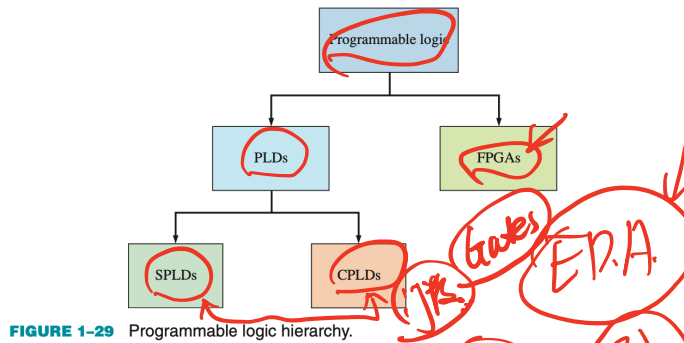 Programmable logic
PLDs
FPGAs
SPLDs
CPLDs
Gates
E.D.A.
FIGURE 1–29 Programmable logic hierarchy.